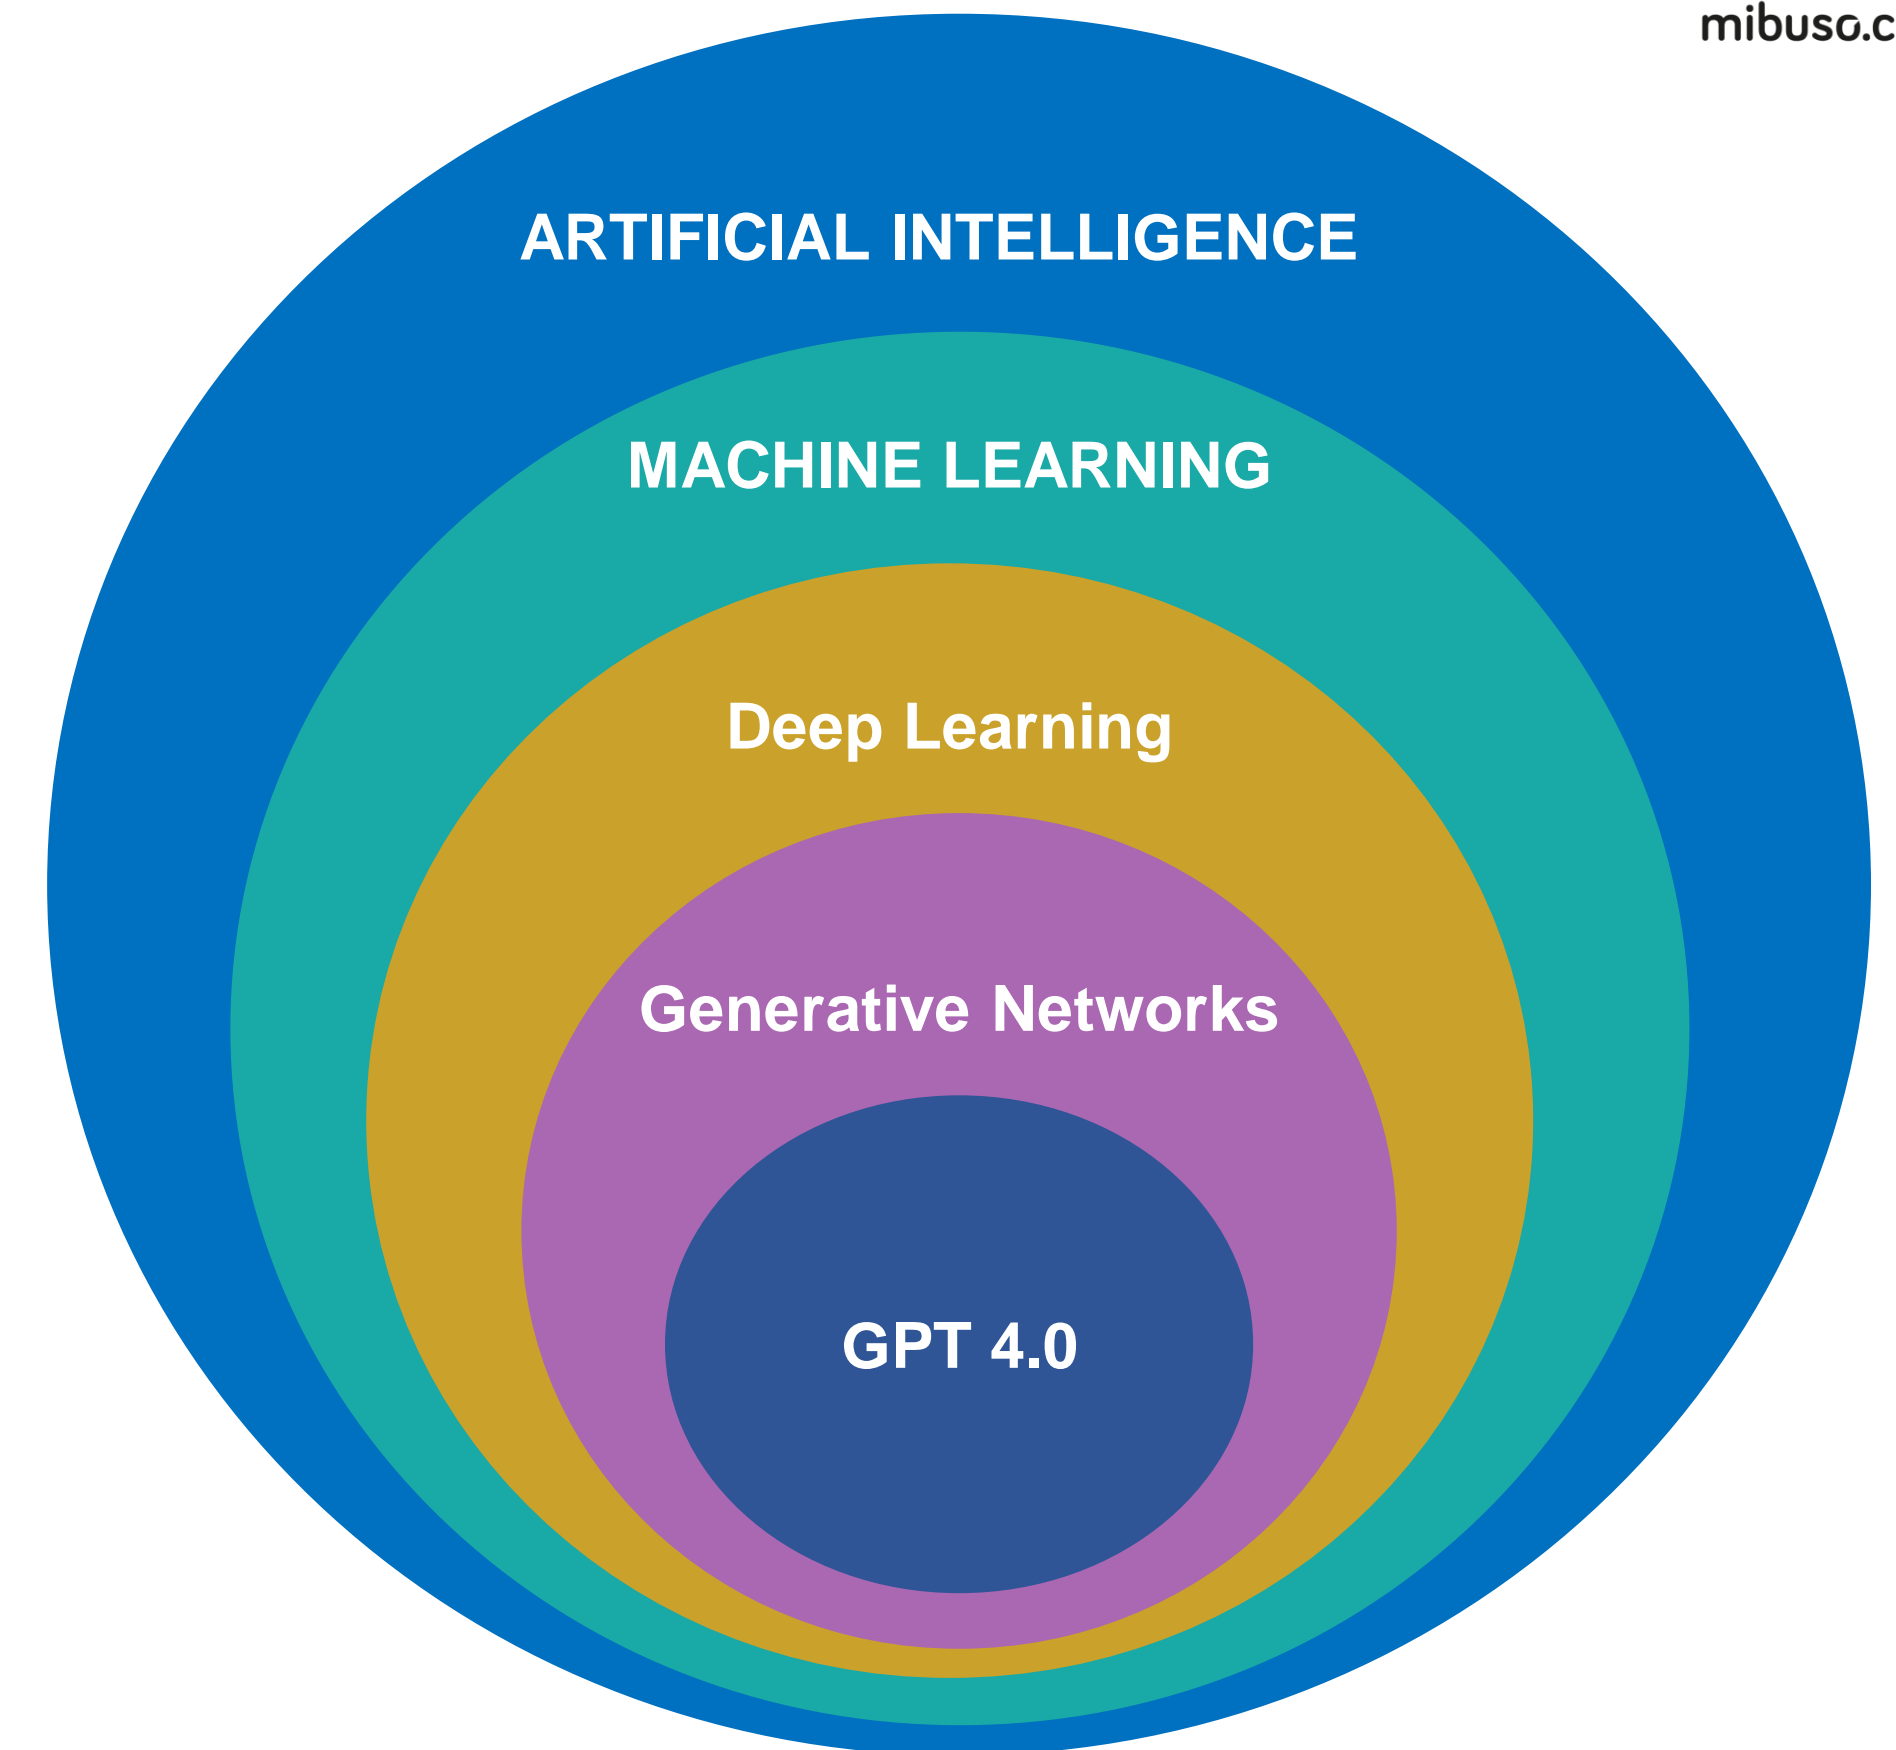 mibuso.c
ARTIFICIAL INTELLIGENCE
MACHINE LEARNING
Deep Learning
Generative Networks
GPT 4.0